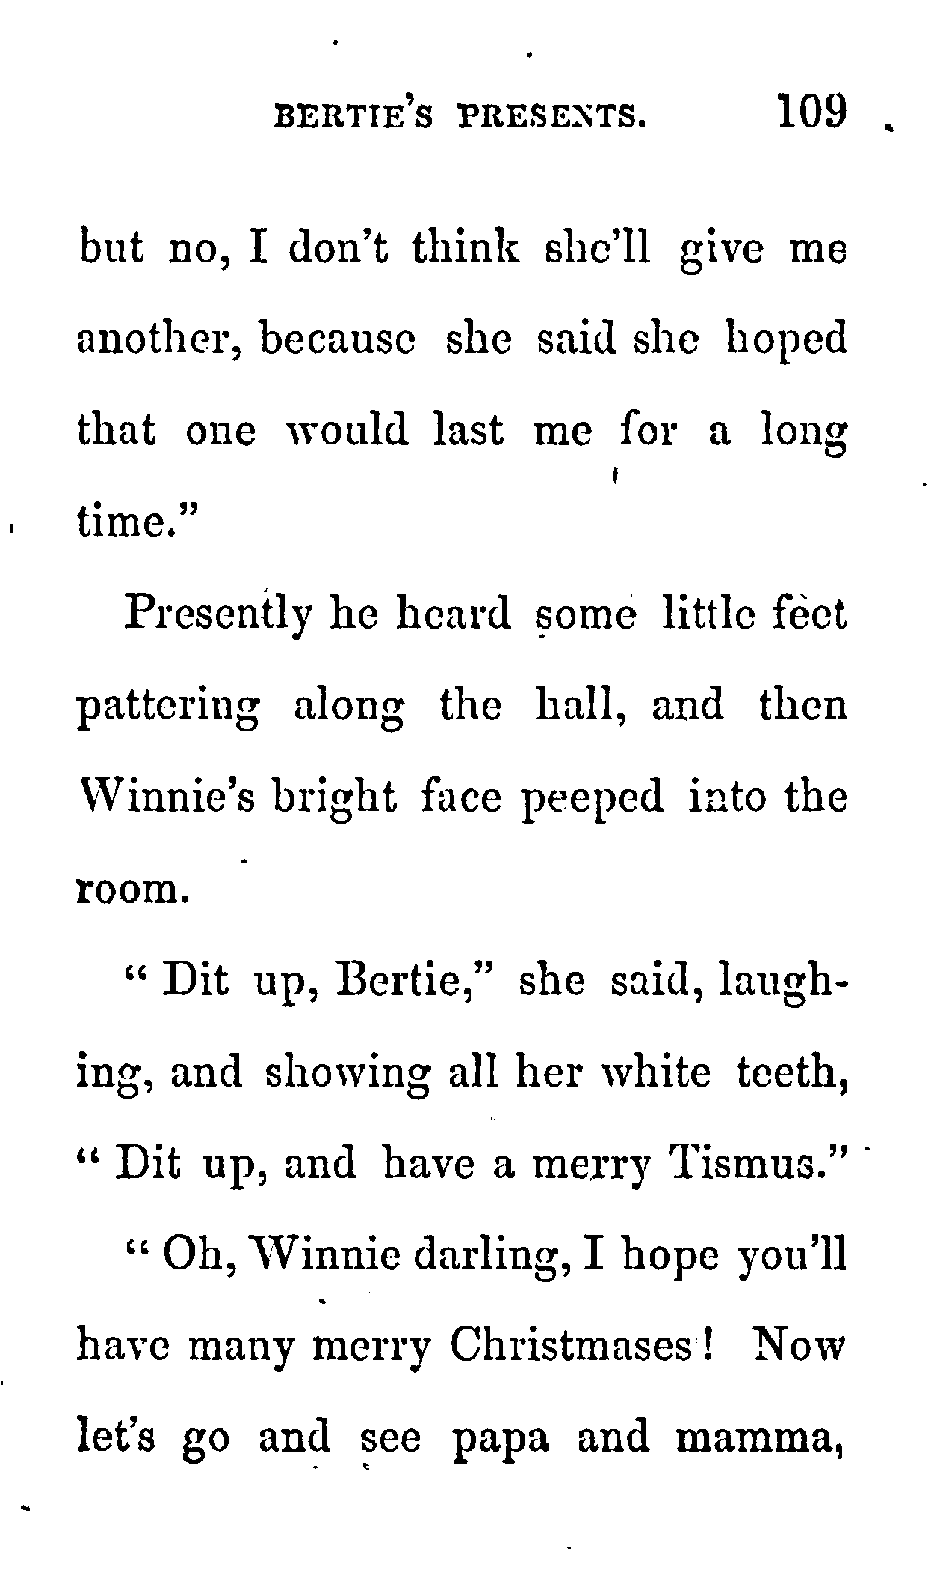 BERTIE'S PRESENTS. 109
but no, I don't think she'll give me
another, because she said she hoped
that one would last me for a long
time."
Presently he heard some little feet
pattering along the hall, and then
Winnie's bright face peeped into the
room.
" Dit up, Bertie," she said, laugh-
ing, and showing all her white teeth,
" Dit up, and have a merry Tismus."
" Oh, Winnie darling, I hope you'll
have many merry Christmases! Now
let's go and see papa and mamma,